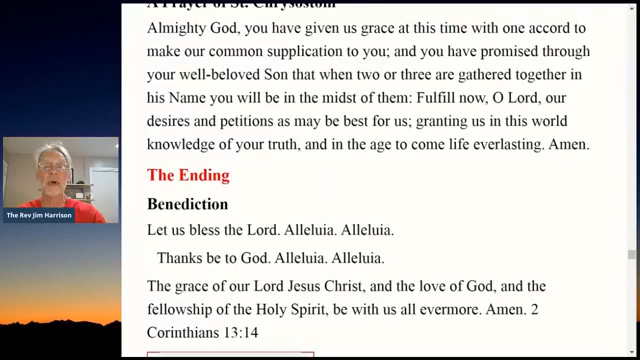 A Prayer of St. Chrysostom
Almighty God, you have given us grace at this time with one accord to
make our common supplication to you; and you have promised through
your well-beloved Son that when two or three are gathered together in
his Name you will be in the midst of them: Fulfill now, O Lord, our
desires and petitions as may be best for us; granting us in this world
knowledge of your truth, and in the age to come life everlasting. Amen.
The Ending
Benediction
Let us bless the Lord. Alleluia. Alleluia.
Thanks be to God. Alleluia. Alleluia.
The grace of our Lord Jesus Christ, and the love of God, and the
fellowship of the Holy Spirit, be with us all evermore. Amen. 2
Corinthians 13:14
The Rev Jim Harrison